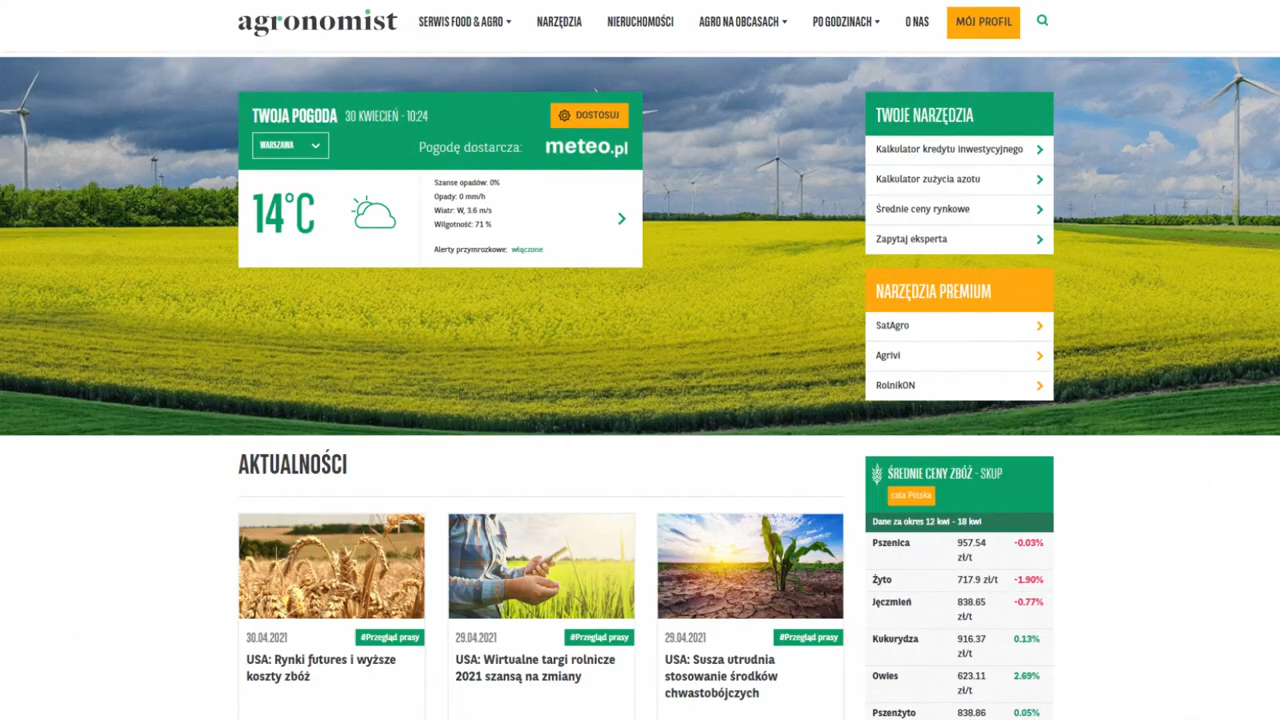 agronomist
SERWIS FOOD & AGRO
NARZĘDZIA
NIERUCHOMOŚCI
AGRO NA OBCASACH
PO GODZINACH
O NAS
MÓJ PROFIL
TWOJA POGODA 30 KWIECIEŃ - 10:24
DOSTOSUJ
WARSZAWA
Pogodę dostarcza: meteo.pl
14°C
Szanse opadów: 0%
Opady: 0 mm/h
Wiatr: W, 3.6 m/s
Wilgotność: 71 %
Alerty przymrozkowe: włączone
TWOJE NARZĘDZIA
Kalkulator kredytu inwestycyjnego
Kalkulator zużycia azotu
Średnie ceny rynkowe
Zapytaj eksperta
NARZĘDZIA PREMIUM
SatAgro
Agrivi
RolnikON
AKTUALNOŚCI
30.04.2021 #Przegląd prasy
USA: Rynki futures i wyższe
koszty zbóż
29.04.2021 #Przegląd prasy
USA: Wirtualne targi rolnicze
2021 szansą na zmiany
29.04.2021 #Przegląd prasy
USA: Susza utrudnia
stosowanie środków
chwastobójczych
ŚREDNIE CENY ZBÓŻ - SKUP
cała Polska
Dane za okres 12 kwi - 18 kwi
Pszenica 957.54 zł/t -0.03%
Żyto 717.9 zł/t -1.90%
Jęczmień 838.65 zł/t -0.77%
Kukurydza 916.37 zł/t 0.13%
Owies 623.11 zł/t 2.69%
Pszenżyto 838.86 0.05%